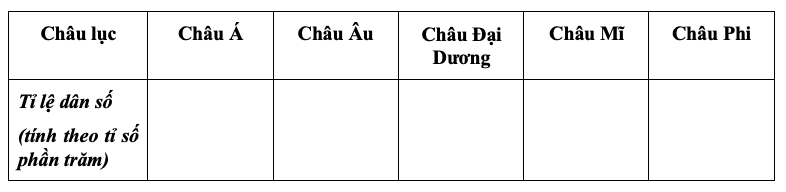 Châu lục
Châu Á
Châu Âu
Châu Đại
Dương
Châu Mĩ
Châu Phi
Tỉ lệ dân số
(tính theo tỉ số
phần trăm)